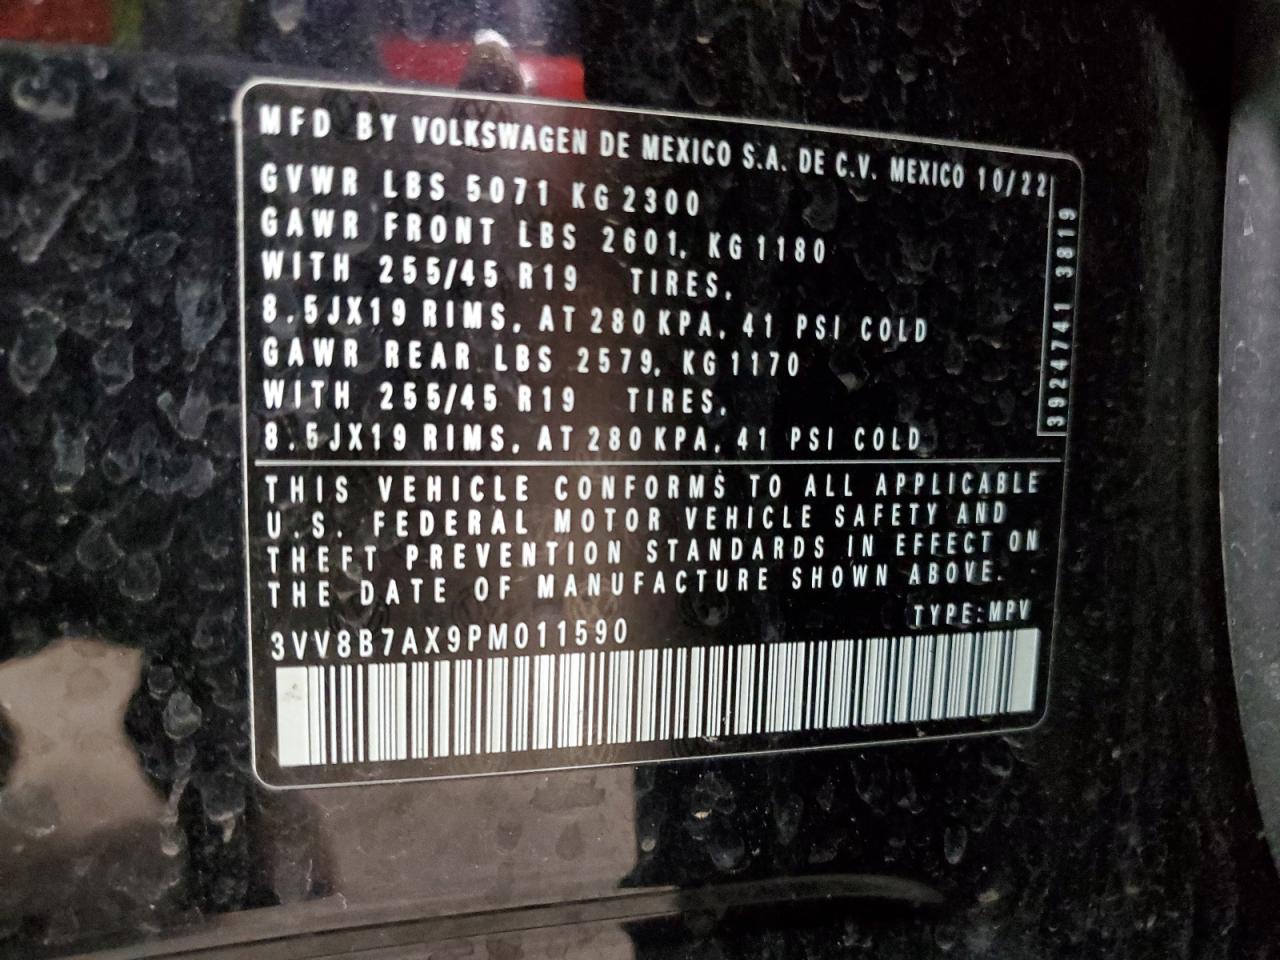 MFD BY VOLKSWAGEN DE MEXICO S.A. DE C.V. MEXICO 10/22
GVWR LBS 5071 KG 2300
GAWR FRONT LBS 2601, KG 1180
WITH 255/45 R19 TIRES,
8.5JX19 RIMS, AT 280 KPA, 41 PSI COLD
GAWR REAR LBS 2579, KG 1170
WITH 255/45 R19 TIRES,
8.5JX19 RIMS, AT 280 KPA, 41 PSI COLD
3924741 3819
THIS VEHICLE CONFORMS TO ALL APPLICABLE
U.S. FEDERAL MOTOR VEHICLE SAFETY AND
THEFT PREVENTION STANDARDS IN EFFECT ON
THE DATE OF MANUFACTURE SHOWN ABOVE.
TYPE:MPV
3VV8B7AX9PM011590